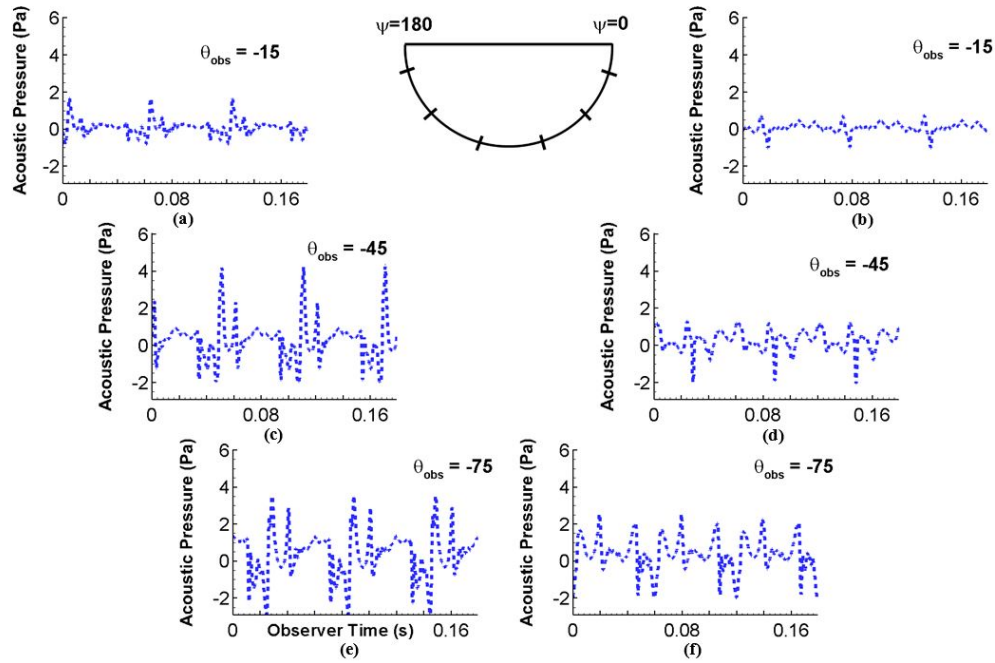 ψ=180
ψ=0
Acoustic Pressure (Pa)
6
4
2
0
-2
θobs = -15
0
0.08
0.16
(a)
Acoustic Pressure (Pa)
6
4
2
0
-2
θobs = -15
0
0.08
0.16
(b)
Acoustic Pressure (Pa)
6
4
2
0
-2
θobs = -45
0
0.08
0.16
(c)
Acoustic Pressure (Pa)
6
4
2
0
-2
θobs = -45
0
0.08
0.16
(d)
Acoustic Pressure (Pa)
6
4
2
0
-2
θobs = -75
0
Observer Time (s)
0.16
(e)
Acoustic Pressure (Pa)
6
4
2
0
-2
θobs = -75
0
0.08
0.16
(f)